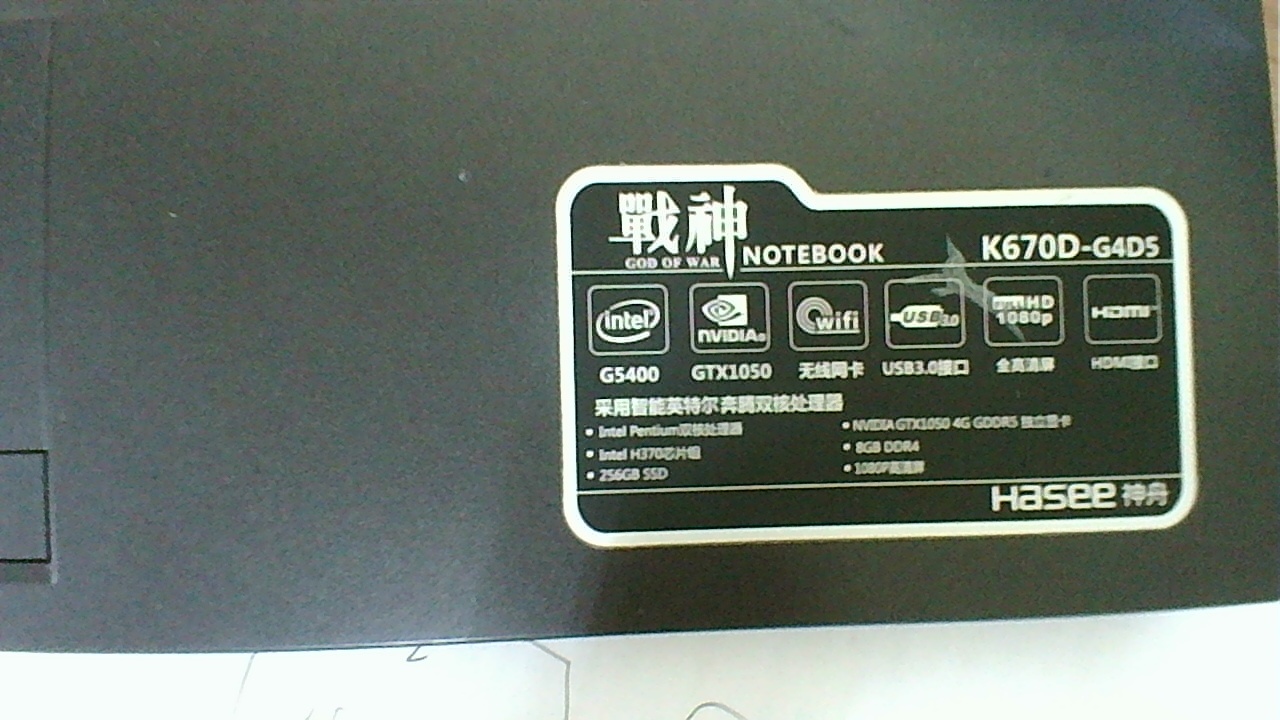 戰神 NOTEBOOK K670D-G4D5
GOD OF WAR
intel NVIDIA wifi USB3.0 FULL HD 1080p HDMI
G5400 GTX1050 无线网卡 USB3.0接口 全高清屏 HDMI接口
采用智能英特尔奔腾双核处理器
• Intel Pentium双核处理器
• NVIDIA GTX1050 4G GDDR5 独立显卡
• Intel H370芯片组
• 8GB DDR4
• 256GB SSD
• 1080P高清屏
Hasee 神舟